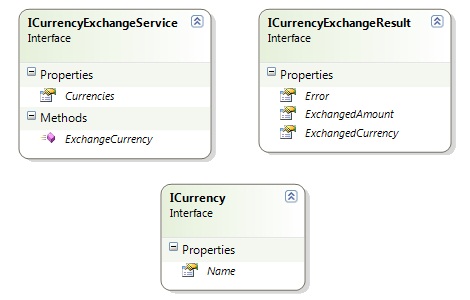 ICurrencyExchangeService
Interface
Properties
Currencies
Methods
ExchangeCurrency
ICurrencyExchangeResult
Interface
Properties
Error
ExchangedAmount
ExchangedCurrency
ICurrency
Interface
Properties
Name